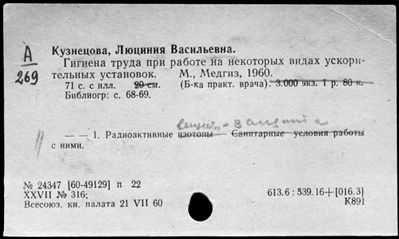 А
269
Кузнецова, Люциния Васильевна.
Гигиена труда при работе на некоторых видах ускори-
тельных установок. М., Медгиз, 1960.
71 с. с илл. 20 см. (Б-ка практ. врача). 3.000 экз. 1 р. 80 к.
Библиогр: с. 68-69.
— — 1. Радиоактивные изотопы — Санитарные условия работы
с ними.
№ 24347 [60-49129] п 22
XXVII № 316;
Всесоюз. кн. палата 21 VII 60
613.6 : 539.16+[016.3]
К891